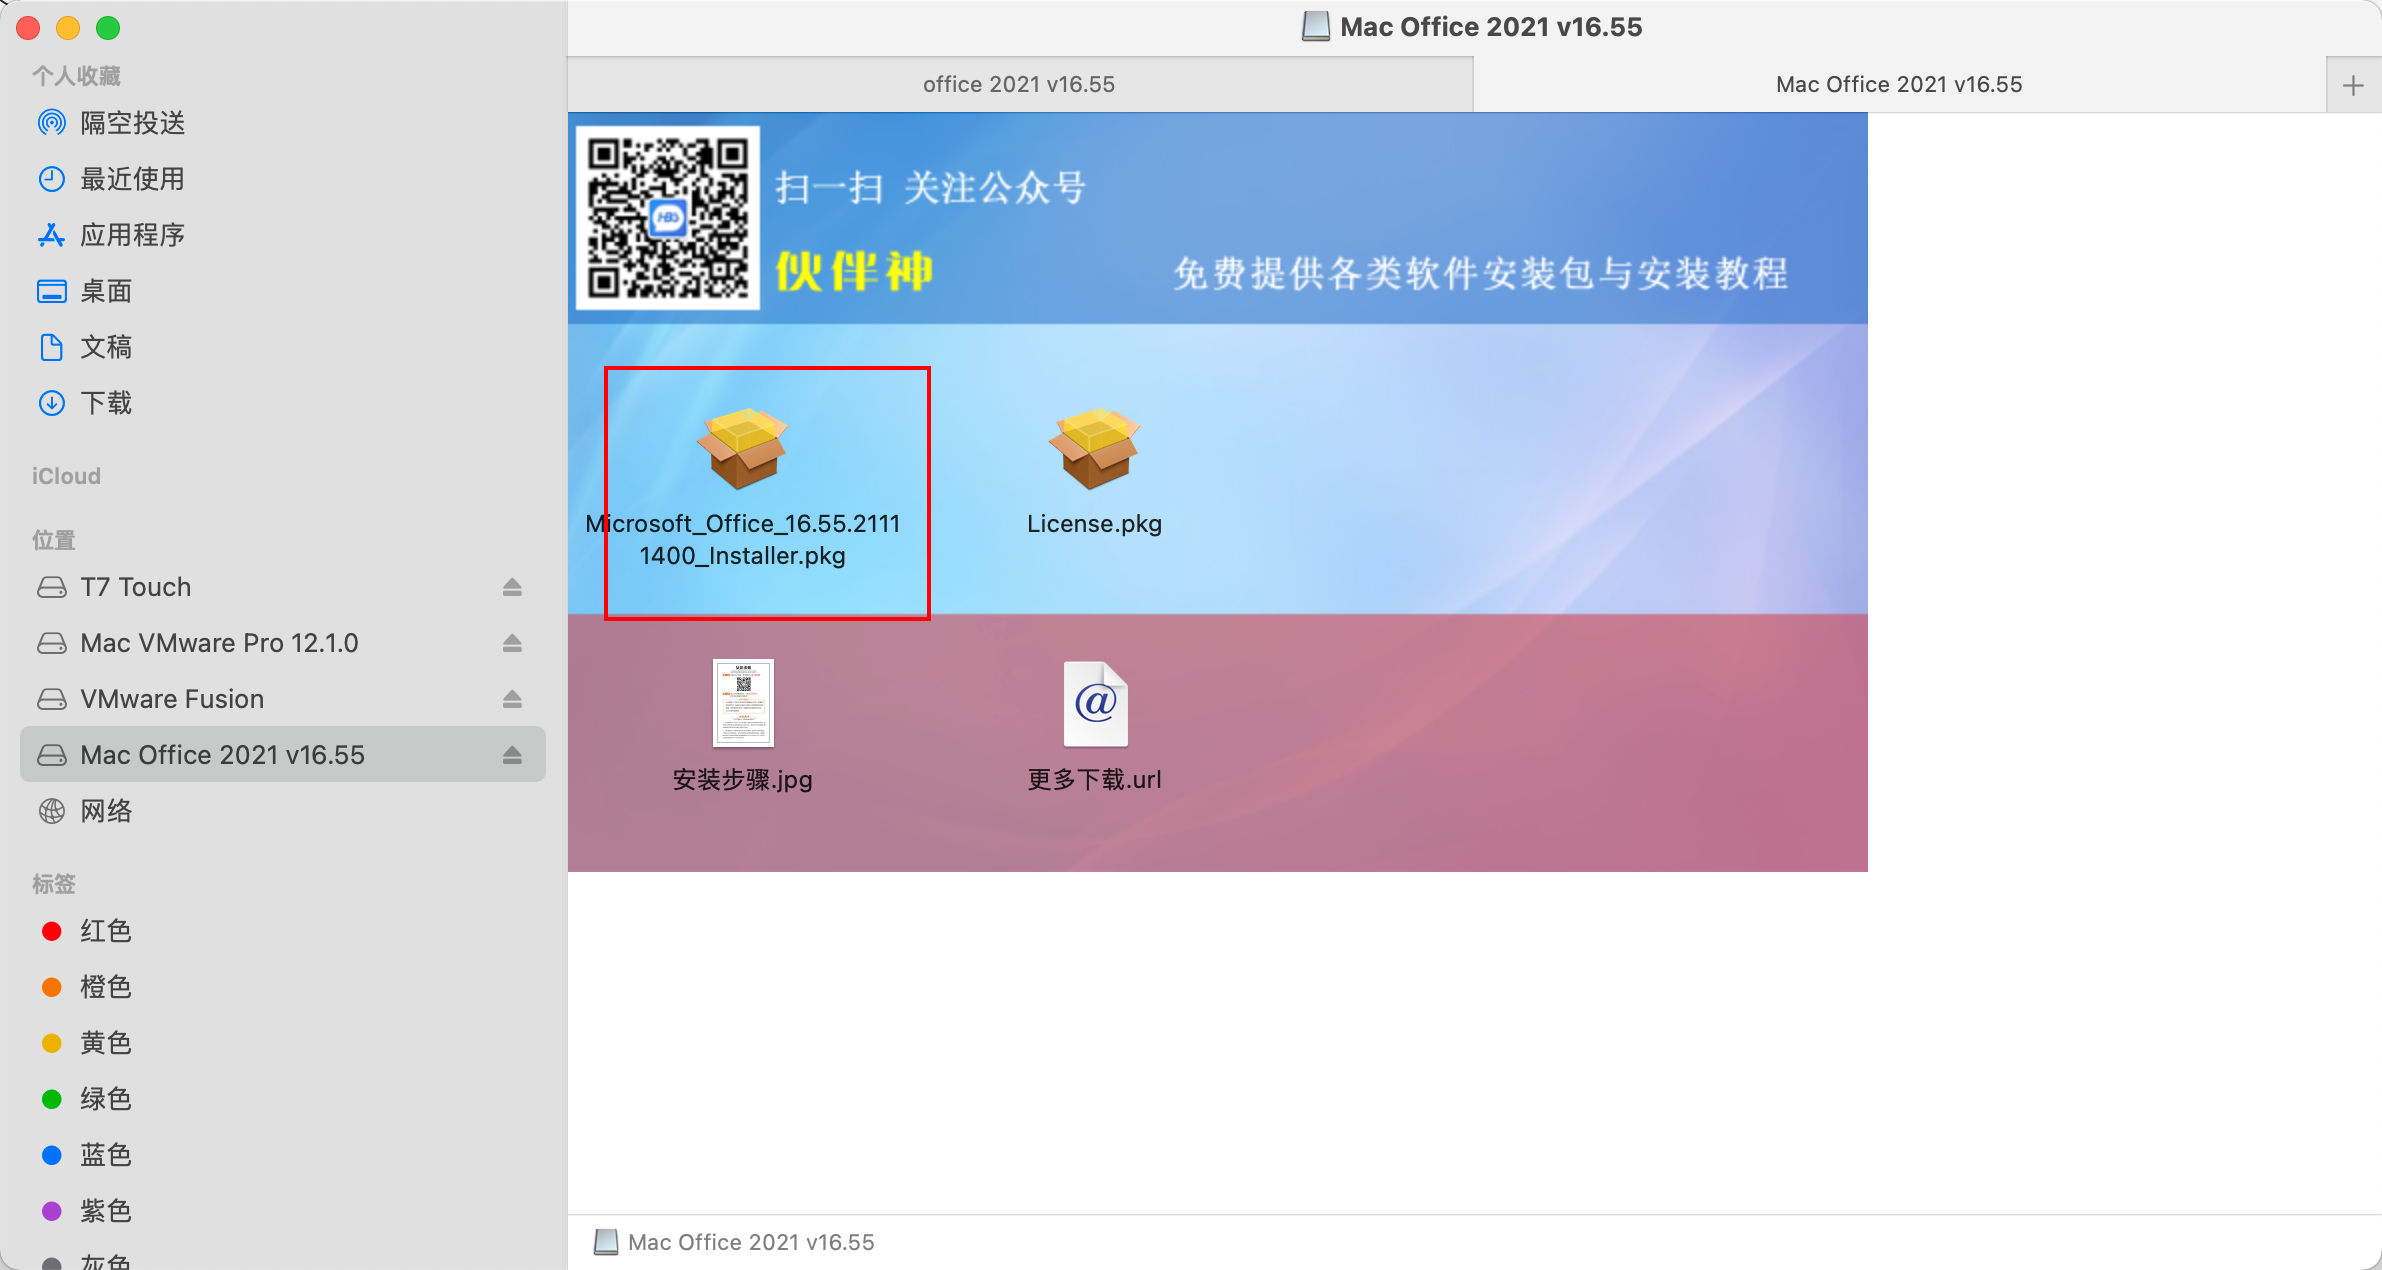 Mac Office 2021 v16.55
office 2021 v16.55
Mac Office 2021 v16.55
个人收藏
隔空投送
最近使用
应用程序
桌面
文稿
下载
iCloud
位置
T7 Touch
Mac VMware Pro 12.1.0
VMware Fusion
Mac Office 2021 v16.55
网络
标签
红色
橙色
黄色
绿色
蓝色
紫色
灰色
扫一扫 关注公众号
伙伴神
免费提供各类软件安装包与安装教程
Microsoft_Office_16.55.2111
1400_Installer.pkg
License.pkg
安装步骤.jpg
更多下载.url
Mac Office 2021 v16.55